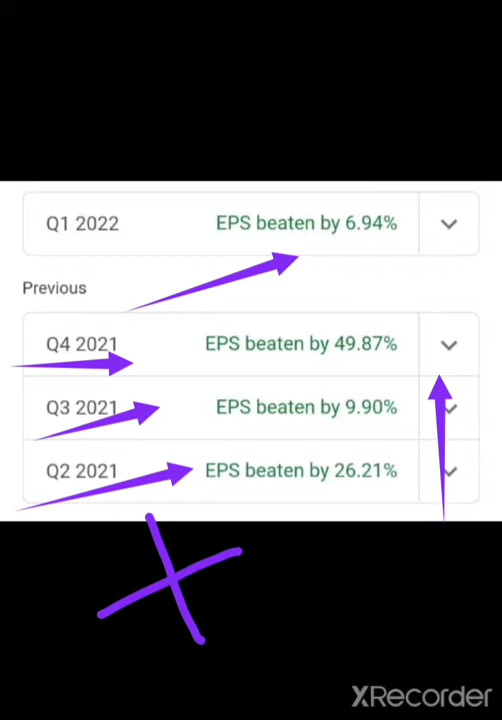 Q1 2022 EPS beaten by 6.94%
Previous
Q4 2021 EPS beaten by 49.87%
Q3 2021 EPS beaten by 9.90%
Q2 2021 EPS beaten by 26.21%
XRecorder